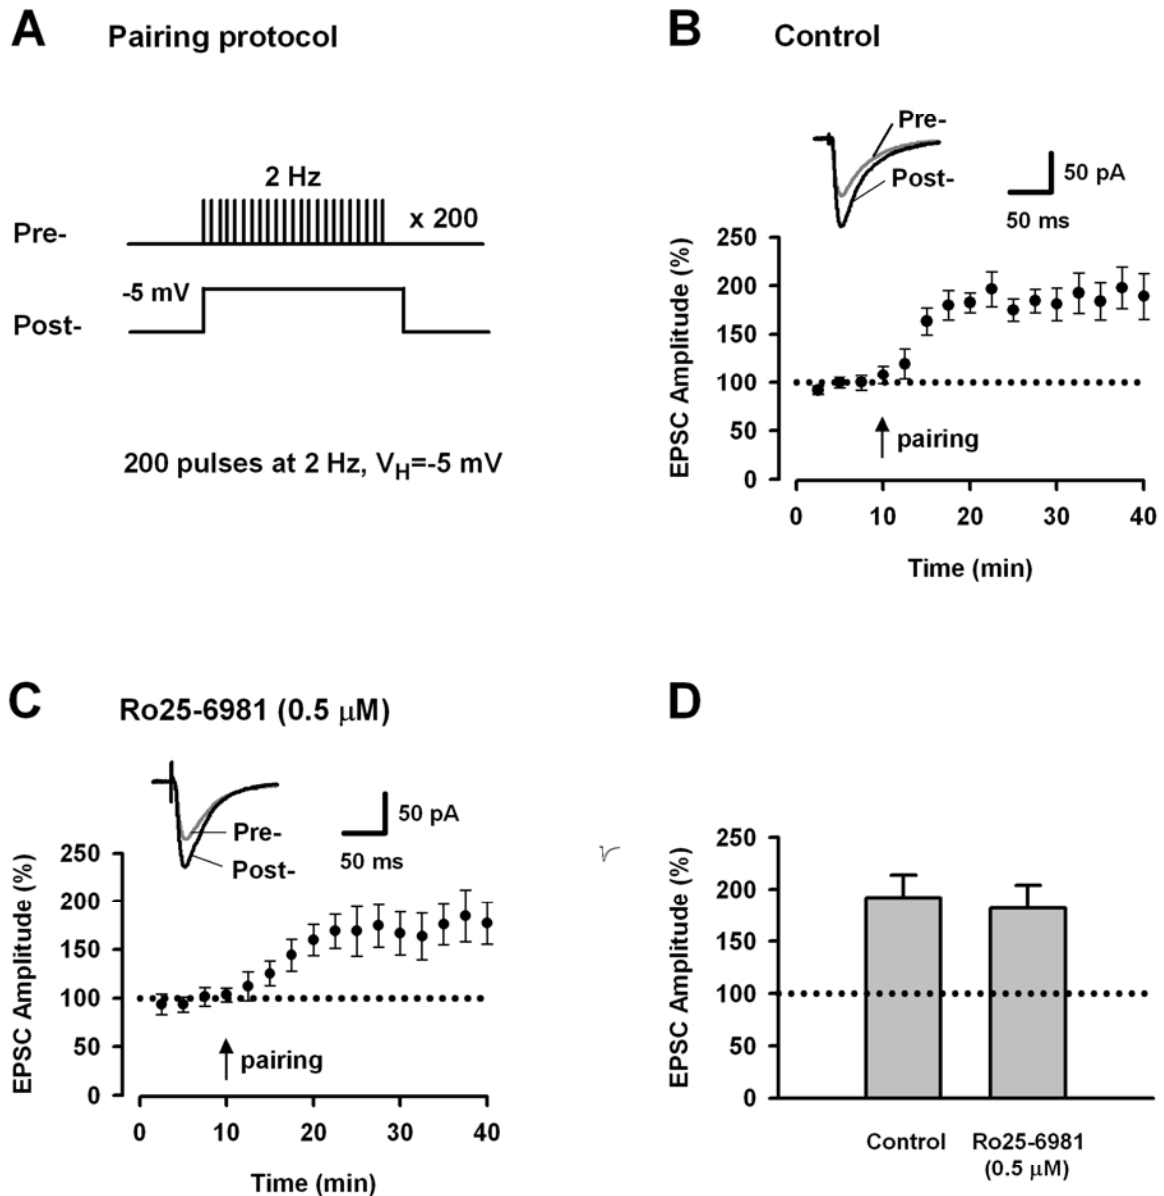 A
Pairing protocol
2 Hz
x 200
Pre-
-5 mV
Post-
200 pulses at 2 Hz, VH=-5 mV
B
Control
Pre-
Post-
50 pA
50 ms
EPSC Amplitude (%)
250
200
150
100
50
0
pairing
0 10 20 30 40
Time (min)
C
Ro25-6981 (0.5 μM)
Pre-
Post-
50 pA
50 ms
EPSC Amplitude (%)
250
200
150
100
50
0
pairing
0 10 20 30 40
Time (min)
D
EPSC Amplitude (%)
250
200
150
100
50
0
Control
Ro25-6981
(0.5 μM)